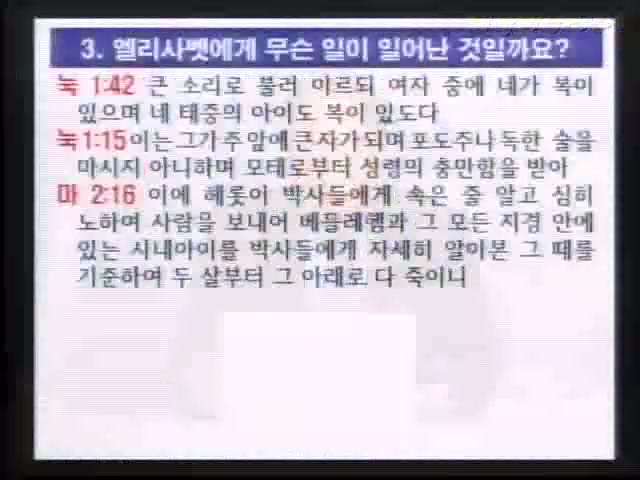 3. 엘리사벳에게 무슨 일이 일어난 것일까요?
눅 1:42 큰 소리로 불러 이르되 여자 중에 네가 복이
있으며 네 태중의 아이도 복이 있도다
눅 1:15 이는 그가 주 앞에 큰 자가 되며 포도주나 독한 술을
마시지 아니하며 모태로부터 성령의 충만함을 받아
마 2:16 이에 헤롯이 박사들에게 속은 줄 알고 심히
노하여 사람을 보내어 베들레헴과 그 모든 지경 안에
있는 사내아이를 박사들에게 자세히 알아본 그 때를
기준하여 두 살부터 그 아래로 다 죽이니